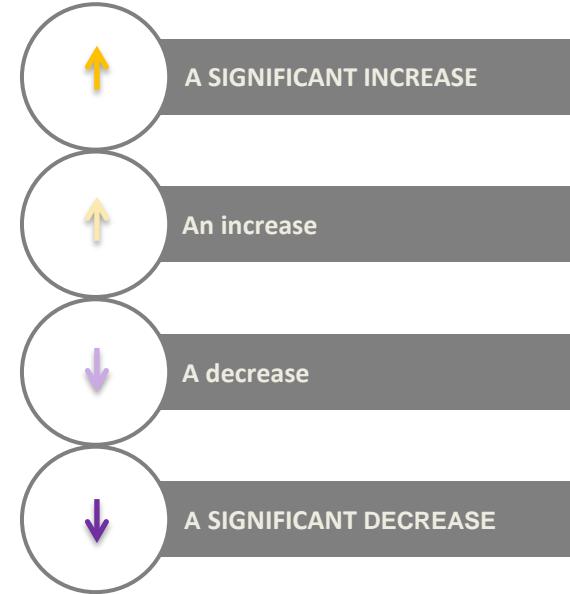 A SIGNIFICANT INCREASE
An increase
A decrease
A SIGNIFICANT DECREASE